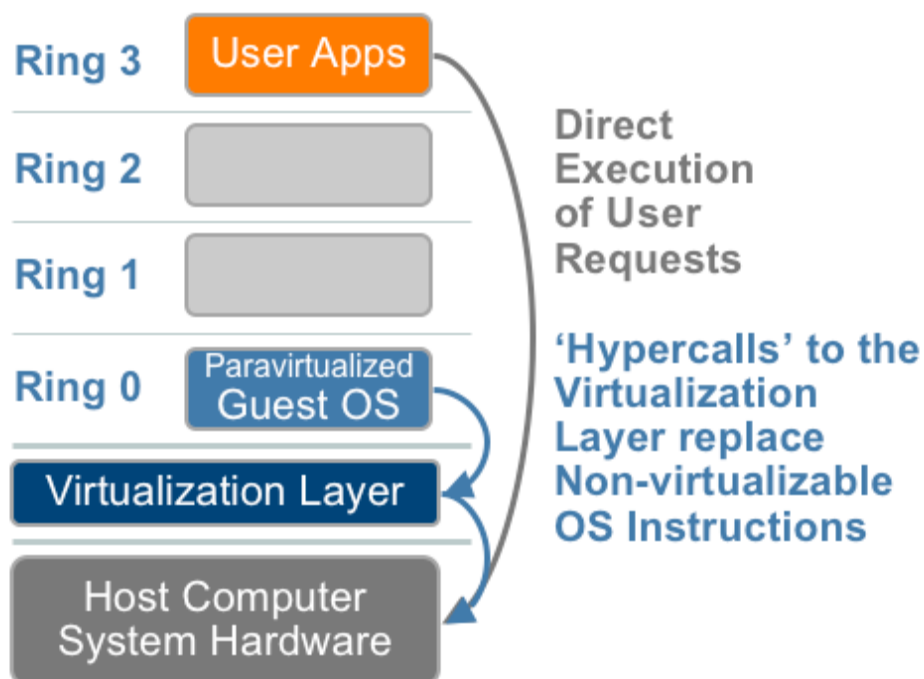 Ring 3
User Apps
Ring 2
Ring 1
Ring 0
Paravirtualized
Guest OS
Virtualization Layer
Host Computer
System Hardware
Direct
Execution
of User
Requests
‘Hypercalls’ to the
Virtualization
Layer replace
Non-virtualizable
OS Instructions